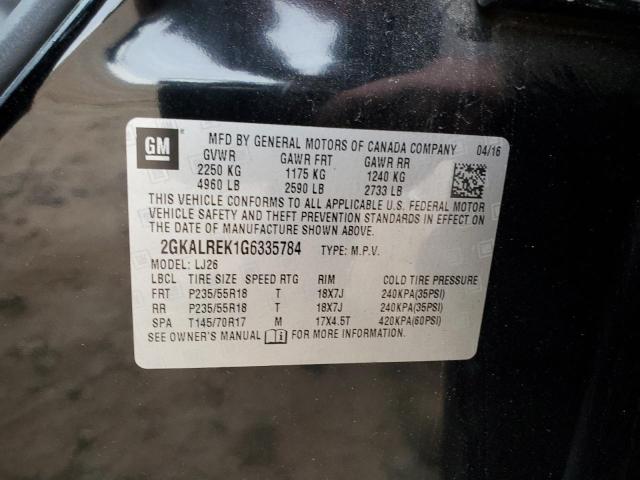 GM
MFD BY GENERAL MOTORS OF CANADA COMPANY 04/16
GVWR GAWR FRT GAWR RR
2250 KG 1175 KG 1240 KG
4960 LB 2590 LB 2733 LB
THIS VEHICLE CONFORMS TO ALL APPLICABLE U.S. FEDERAL MOTOR
VEHICLE SAFETY AND THEFT PREVENTION STANDARDS IN EFFECT ON
THE DATE OF MANUFACTURE SHOWN ABOVE.
2GKALREK1G6335784 TYPE: M.P.V.
MODEL: LJ26
LBCL TIRE SIZE SPEED RTG RIM COLD TIRE PRESSURE
FRT P235/55R18 T 18X7J 240KPA(35PSI)
RR P235/55R18 T 18X7J 240KPA(35PSI)
SPA T145/70R17 M 17X4.5T 420KPA(60PSI)
SEE OWNER'S MANUAL FOR MORE INFORMATION.